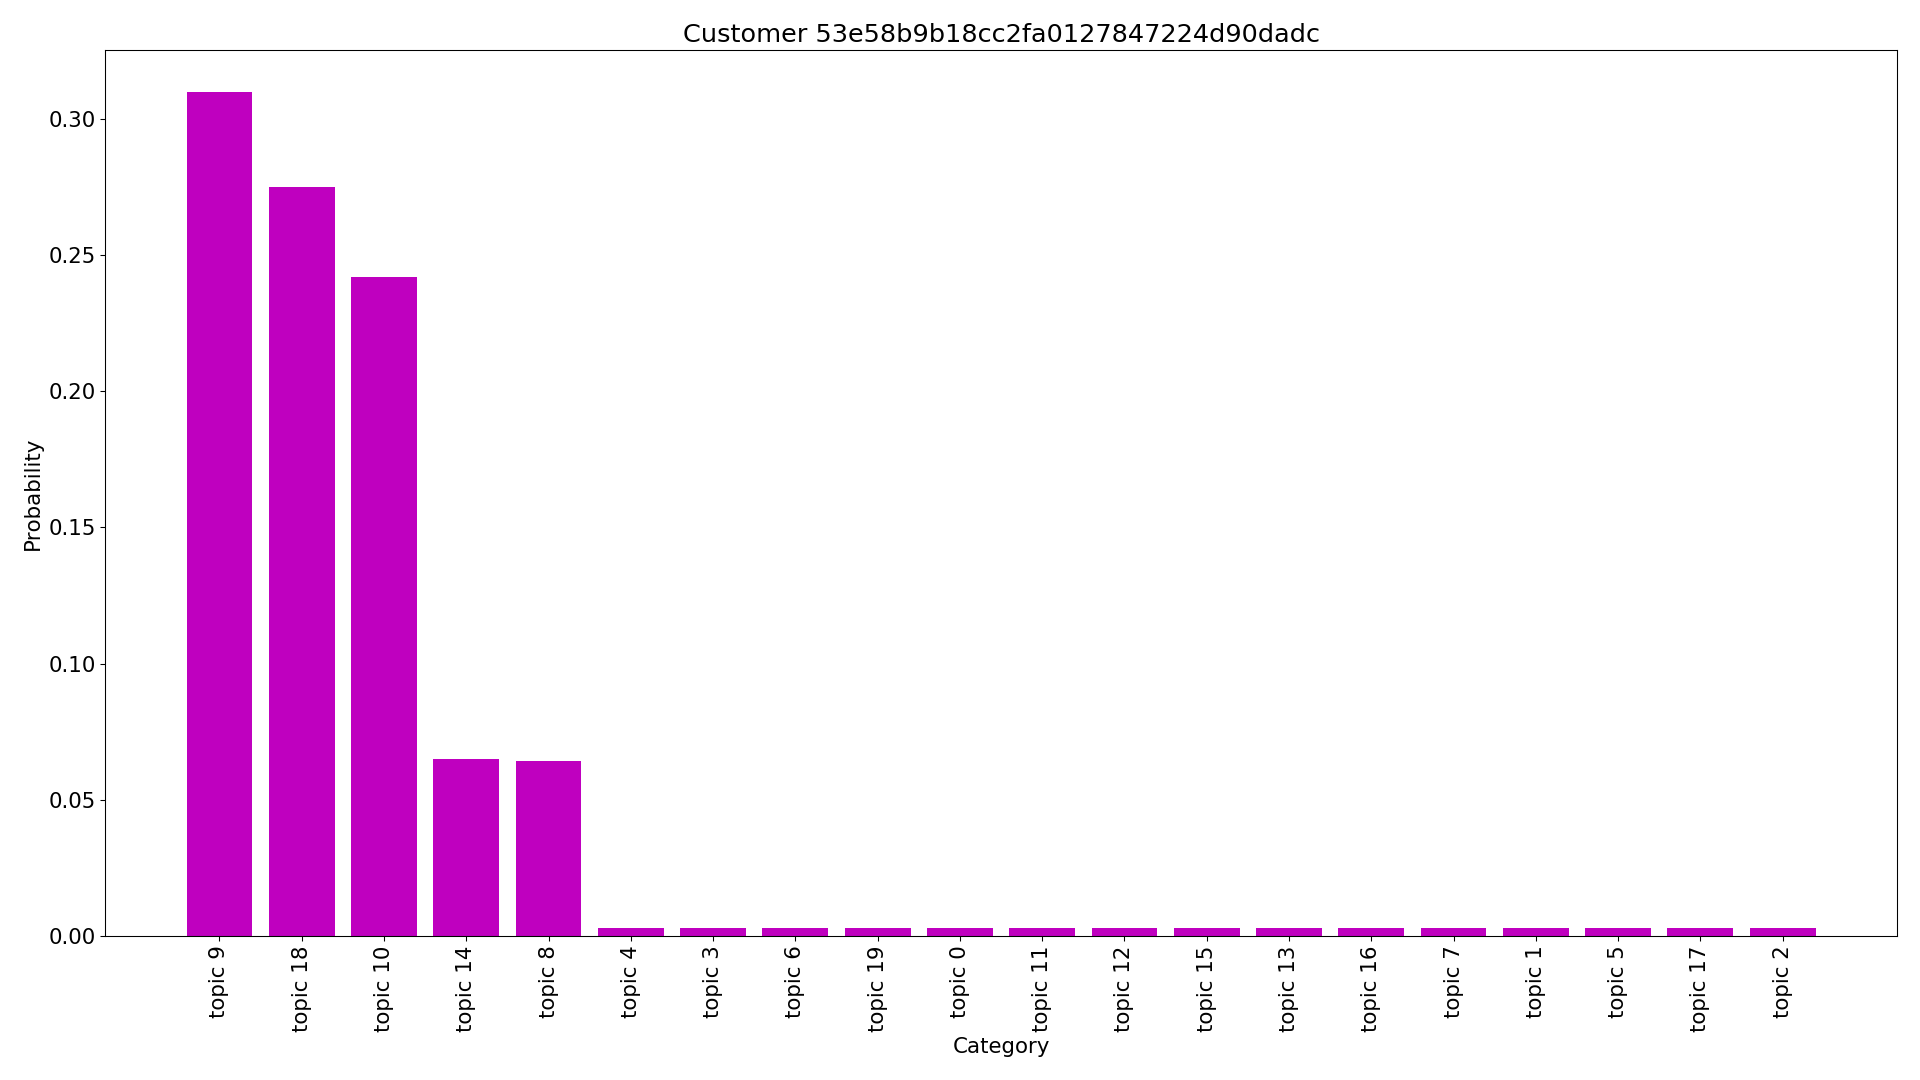 Customer 53e58b9b18cc2fa0127847224d90dadc
Probability
0.30
0.25
0.20
0.15
0.10
0.05
0.00
topic 9
topic 18
topic 10
topic 14
topic 8
topic 4
topic 3
topic 6
topic 19
topic 0
topic 11
topic 12
topic 15
topic 13
topic 16
topic 7
topic 1
topic 5
topic 17
topic 2
Category